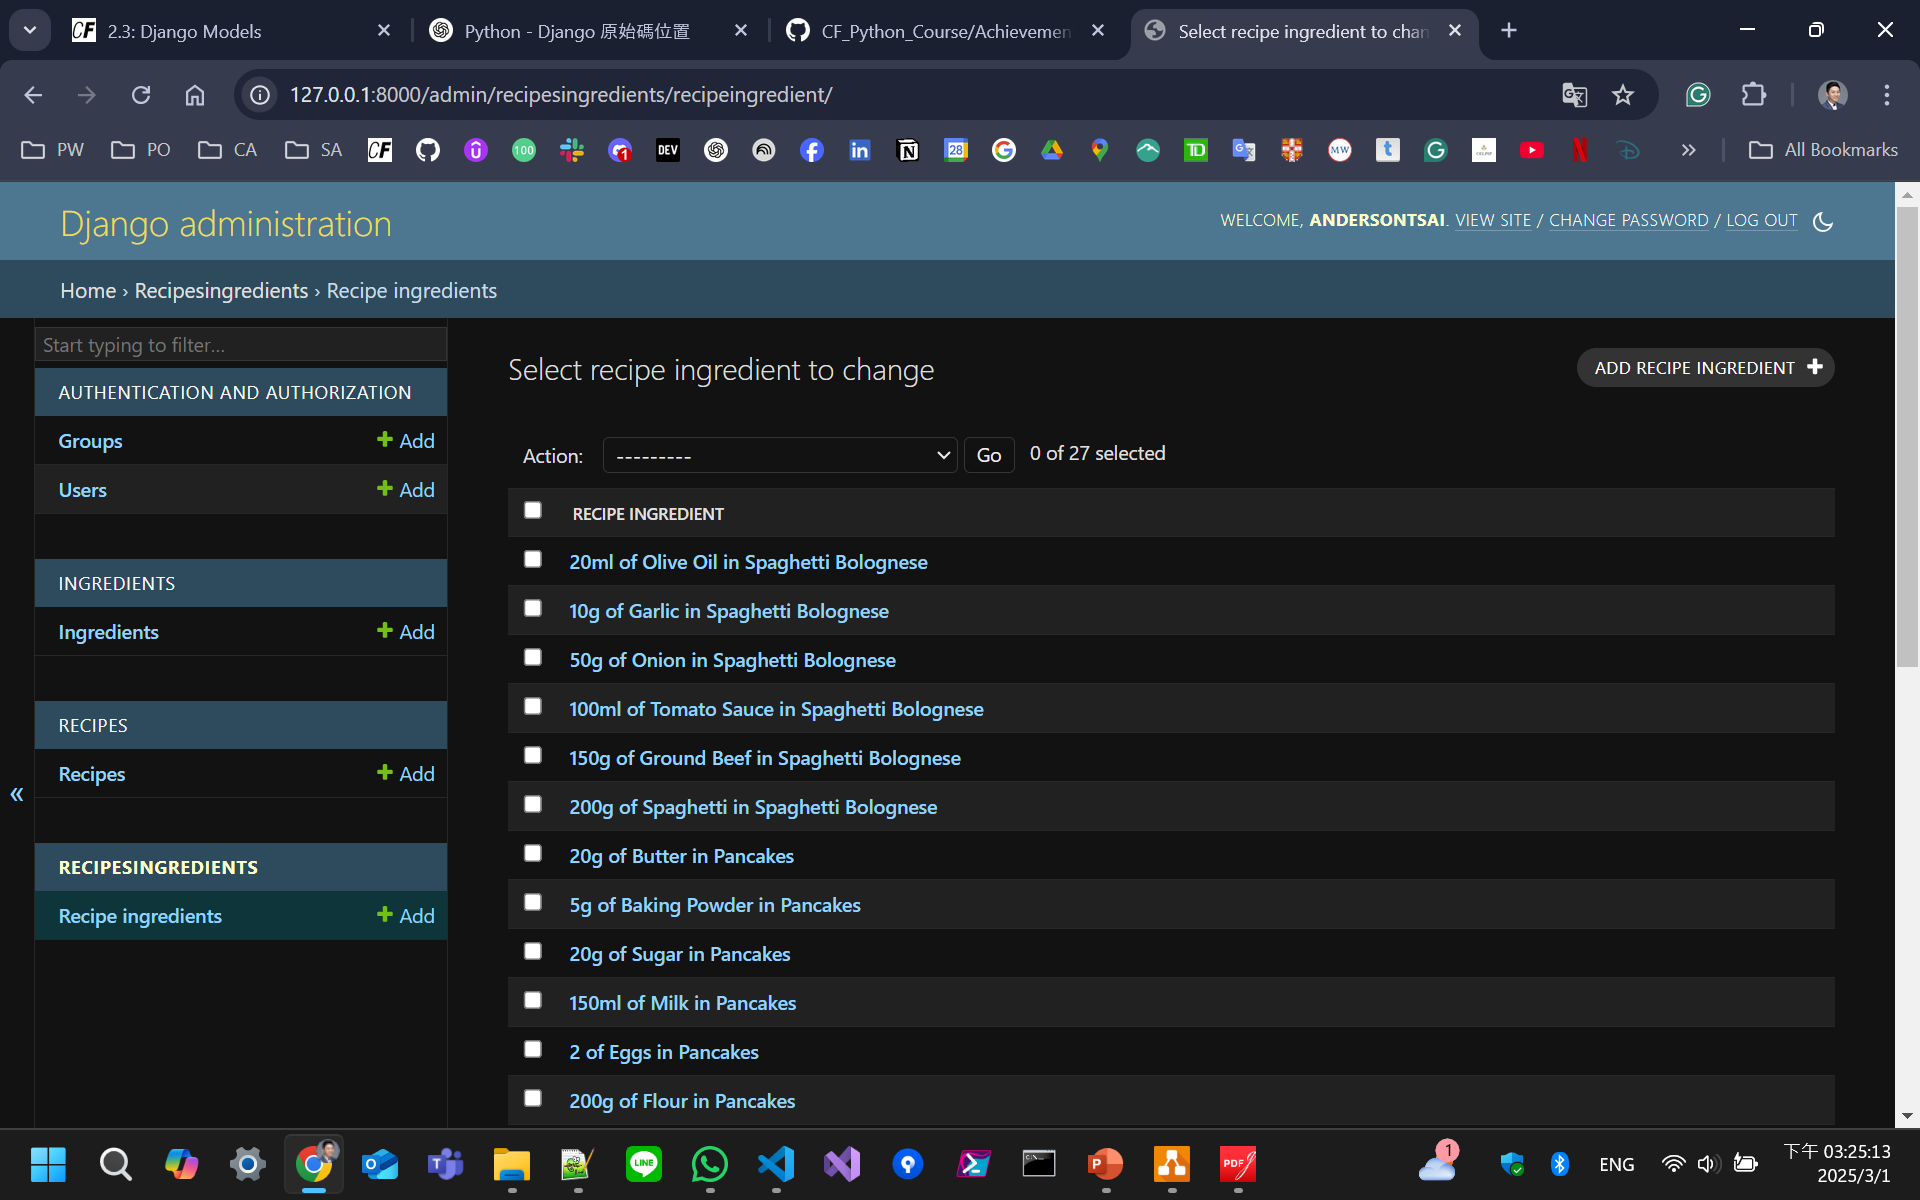 2.3: Django Models
Python - Django 原始碼位置
CF_Python_Course/Achievemen
Select recipe ingredient to chan
127.0.0.1:8000/admin/recipesingredients/recipeingredient/
PW
PO
CA
SA
All Bookmarks
Django administration
WELCOME, ANDERSONTSAI. VIEW SITE / CHANGE PASSWORD / LOG OUT
Home › Recipesingredients › Recipe ingredients
Start typing to filter...
AUTHENTICATION AND AUTHORIZATION
Groups
Add
Users
Add
INGREDIENTS
Ingredients
Add
RECIPES
Recipes
Add
«
RECIPESINGREDIENTS
Recipe ingredients
Add
Select recipe ingredient to change
ADD RECIPE INGREDIENT
Action:
---------
Go
0 of 27 selected
RECIPE INGREDIENT
20ml of Olive Oil in Spaghetti Bolognese
10g of Garlic in Spaghetti Bolognese
50g of Onion in Spaghetti Bolognese
100ml of Tomato Sauce in Spaghetti Bolognese
150g of Ground Beef in Spaghetti Bolognese
200g of Spaghetti in Spaghetti Bolognese
20g of Butter in Pancakes
5g of Baking Powder in Pancakes
20g of Sugar in Pancakes
150ml of Milk in Pancakes
2 of Eggs in Pancakes
200g of Flour in Pancakes
1
ENG
下午 03:25:13
2025/3/1